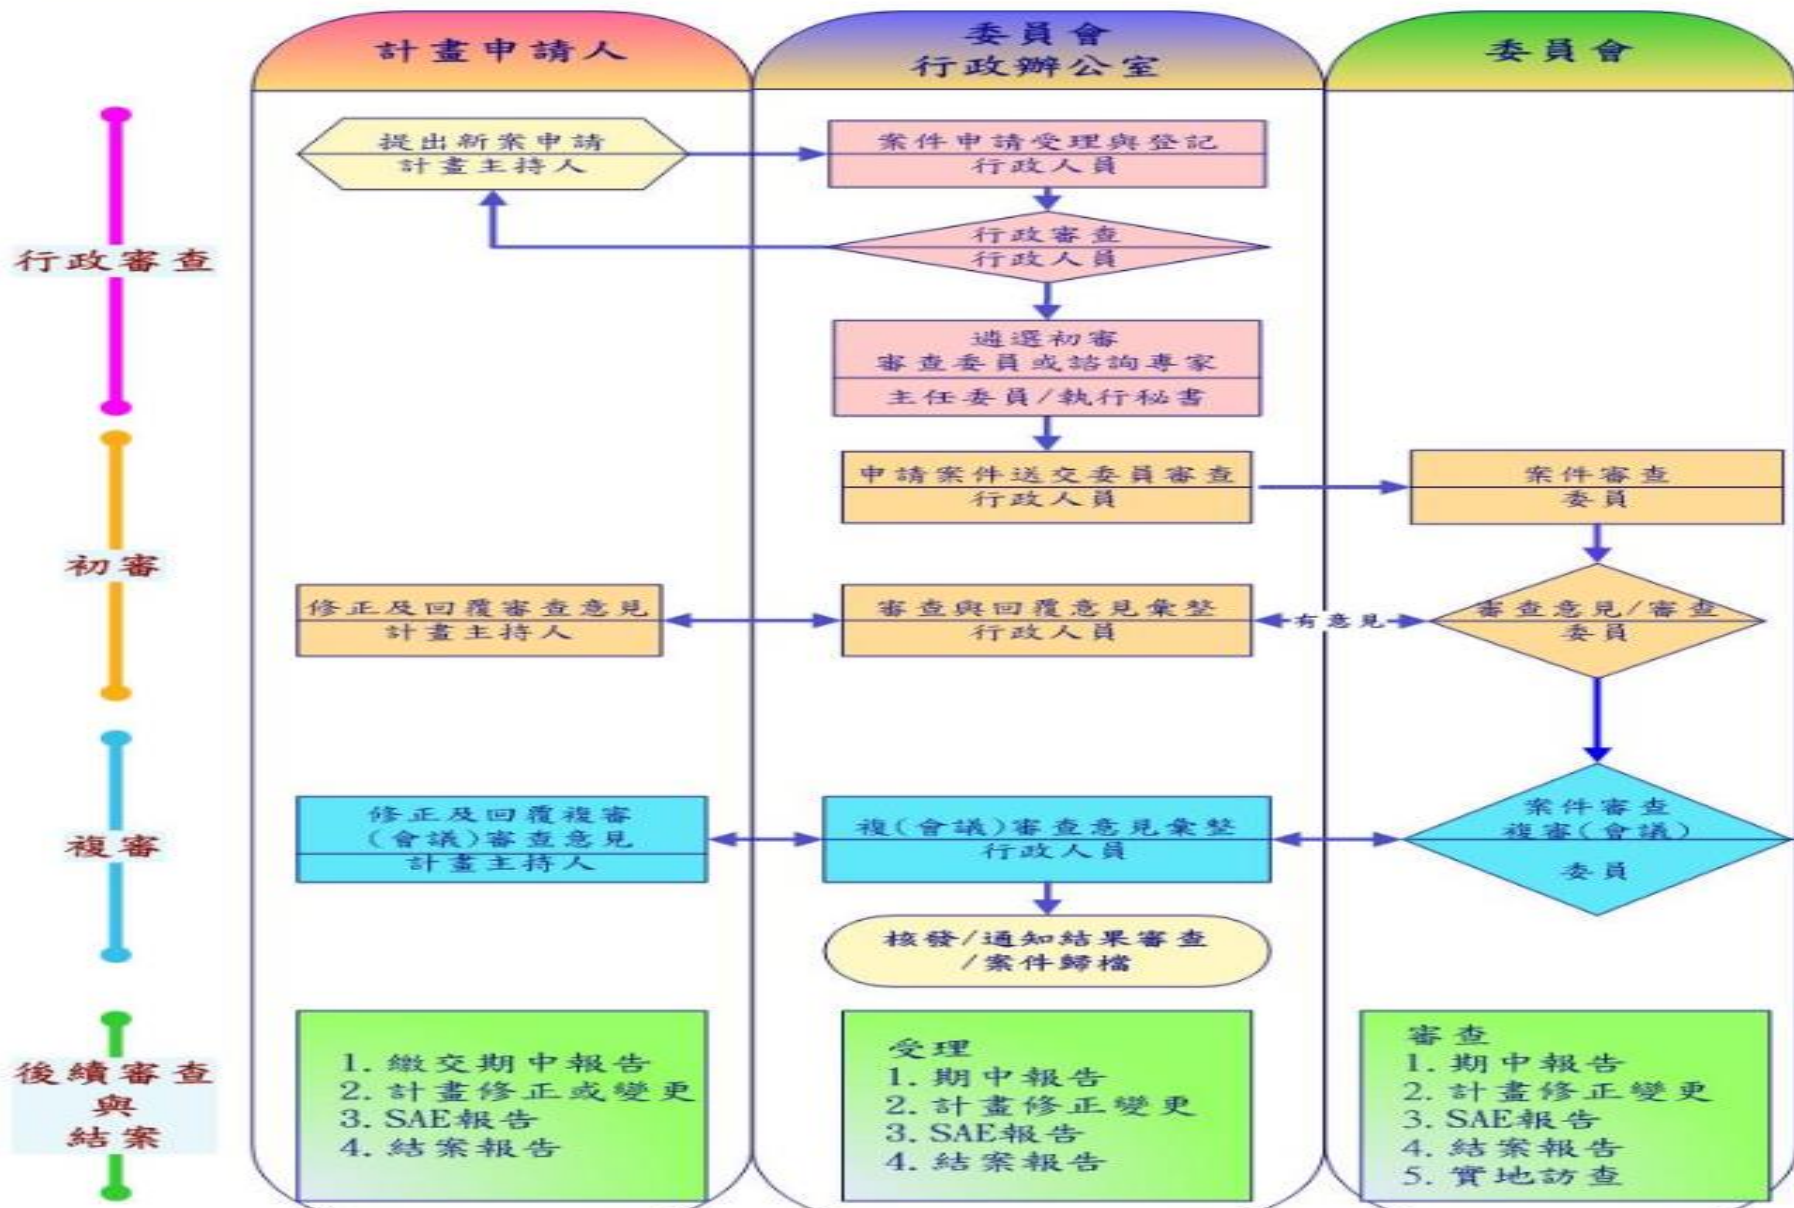 計畫申請人
委員會
行政辦公室
委員會
行政審查
提出新案申請
計畫主持人
案件申請受理與登記
行政人員
行政審查
行政人員
遴選初審
審查委員或諮詢專家
主任委員/執行秘書
初審
申請案件送交委員審查
行政人員
案件審查
委員
修正及回覆審查意見
計畫主持人
審查與回覆意見彙整
行政人員
有意見
審查意見/審查
委員
複審
修正及回覆複審
(會議)審查意見
計畫主持人
複(會議)審查意見彙整
行政人員
案件審查
複審(會議)
委員
核發/通知結果審查
/案件歸檔
後續審查
與
結案
1. 繳交期中報告
2. 計畫修正或變更
3. SAE報告
4. 結案報告
受理
1. 期中報告
2. 計畫修正變更
3. SAE報告
4. 結案報告
審查
1. 期中報告
2. 計畫修正變更
3. SAE報告
4. 結案報告
5. 實地訪查